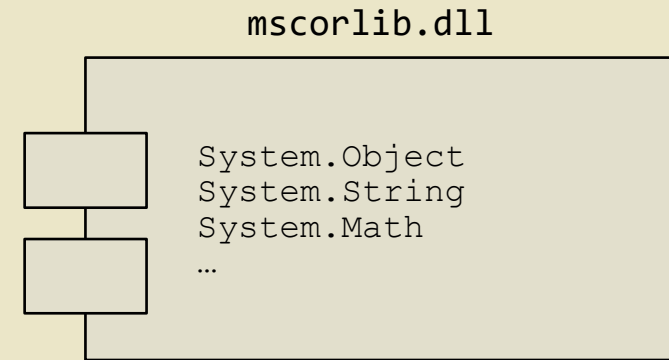 mscorlib.dll
System.Object
System.String
System.Math
…